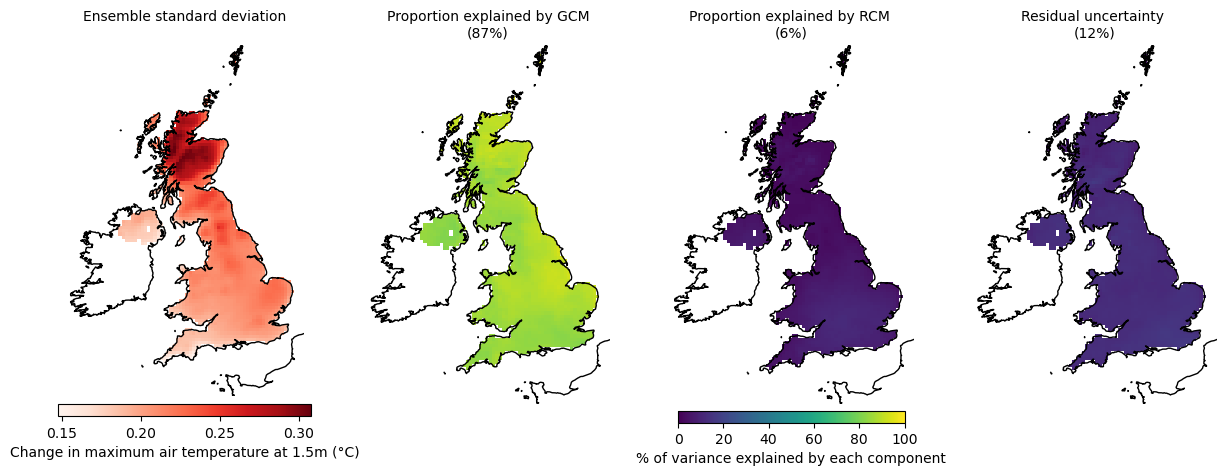 Ensemble standard deviation
Proportion explained by GCM
(87%)
Proportion explained by RCM
(6%)
Residual uncertainty
(12%)
0.15 0.20 0.25 0.30
Change in maximum air temperature at 1.5m (°C)
0 20 40 60 80 100
% of variance explained by each component